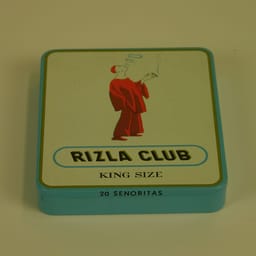 RIZLA CLUB
KING SIZE
20 SENORITAS